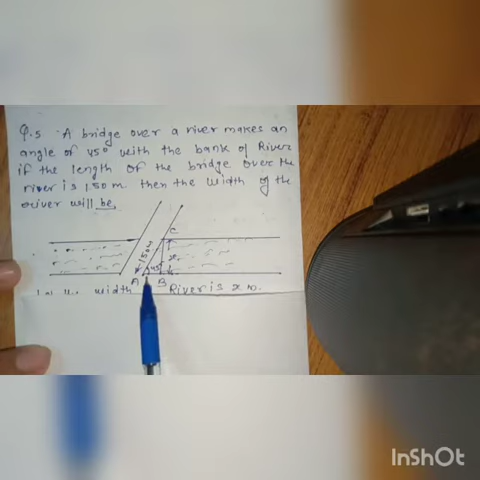 Q.5 A bridge over a river makes an
angle of 45° with the bank of River
if the length of the bridge over the
river is 150 m then the width of the
river will be
C
150m
x
45°
A B
width River is x m.
InShOt